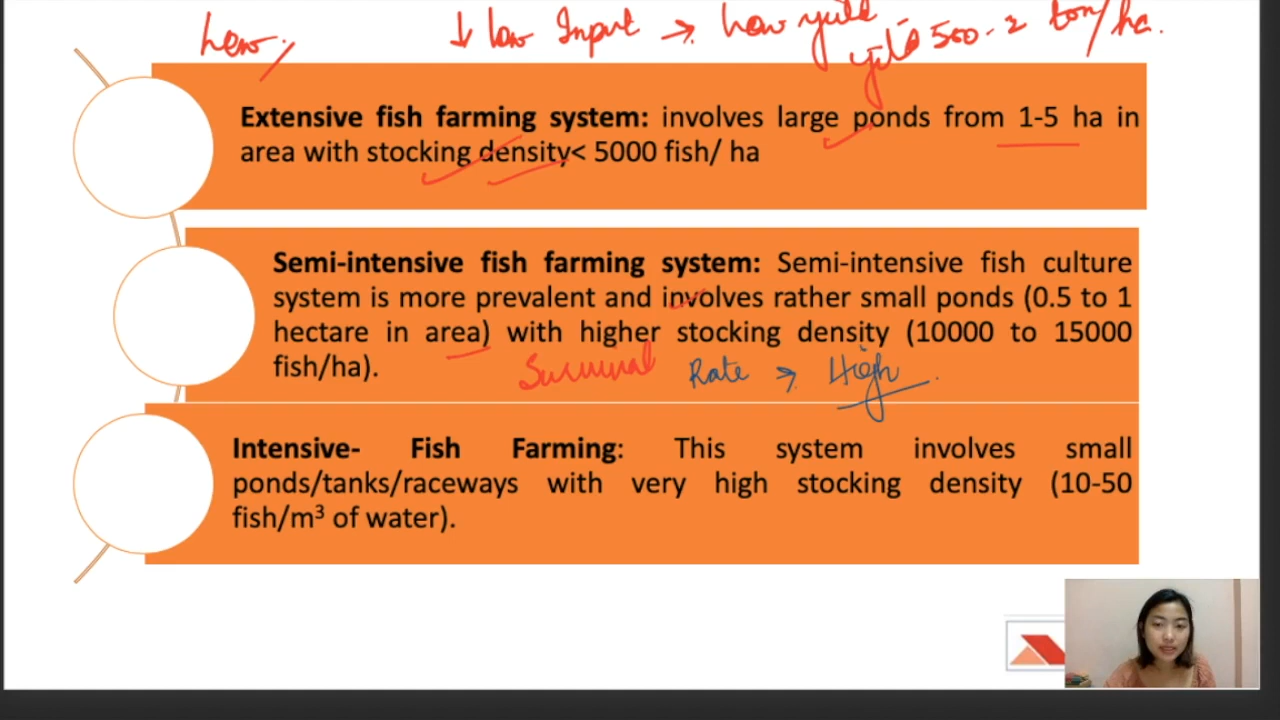 ↓ low Input → low yield
yield 500-2 ton/ha.
Extensive fish farming system: involves large ponds from 1-5 ha in
area with stocking density< 5000 fish/ ha
Semi-intensive fish farming system: Semi-intensive fish culture
system is more prevalent and involves rather small ponds (0.5 to 1
hectare in area) with higher stocking density (10000 to 15000
fish/ha).
Survival Rate → High.
Intensive- Fish Farming: This system involves small
ponds/tanks/raceways with very high stocking density (10-50
fish/m³ of water).